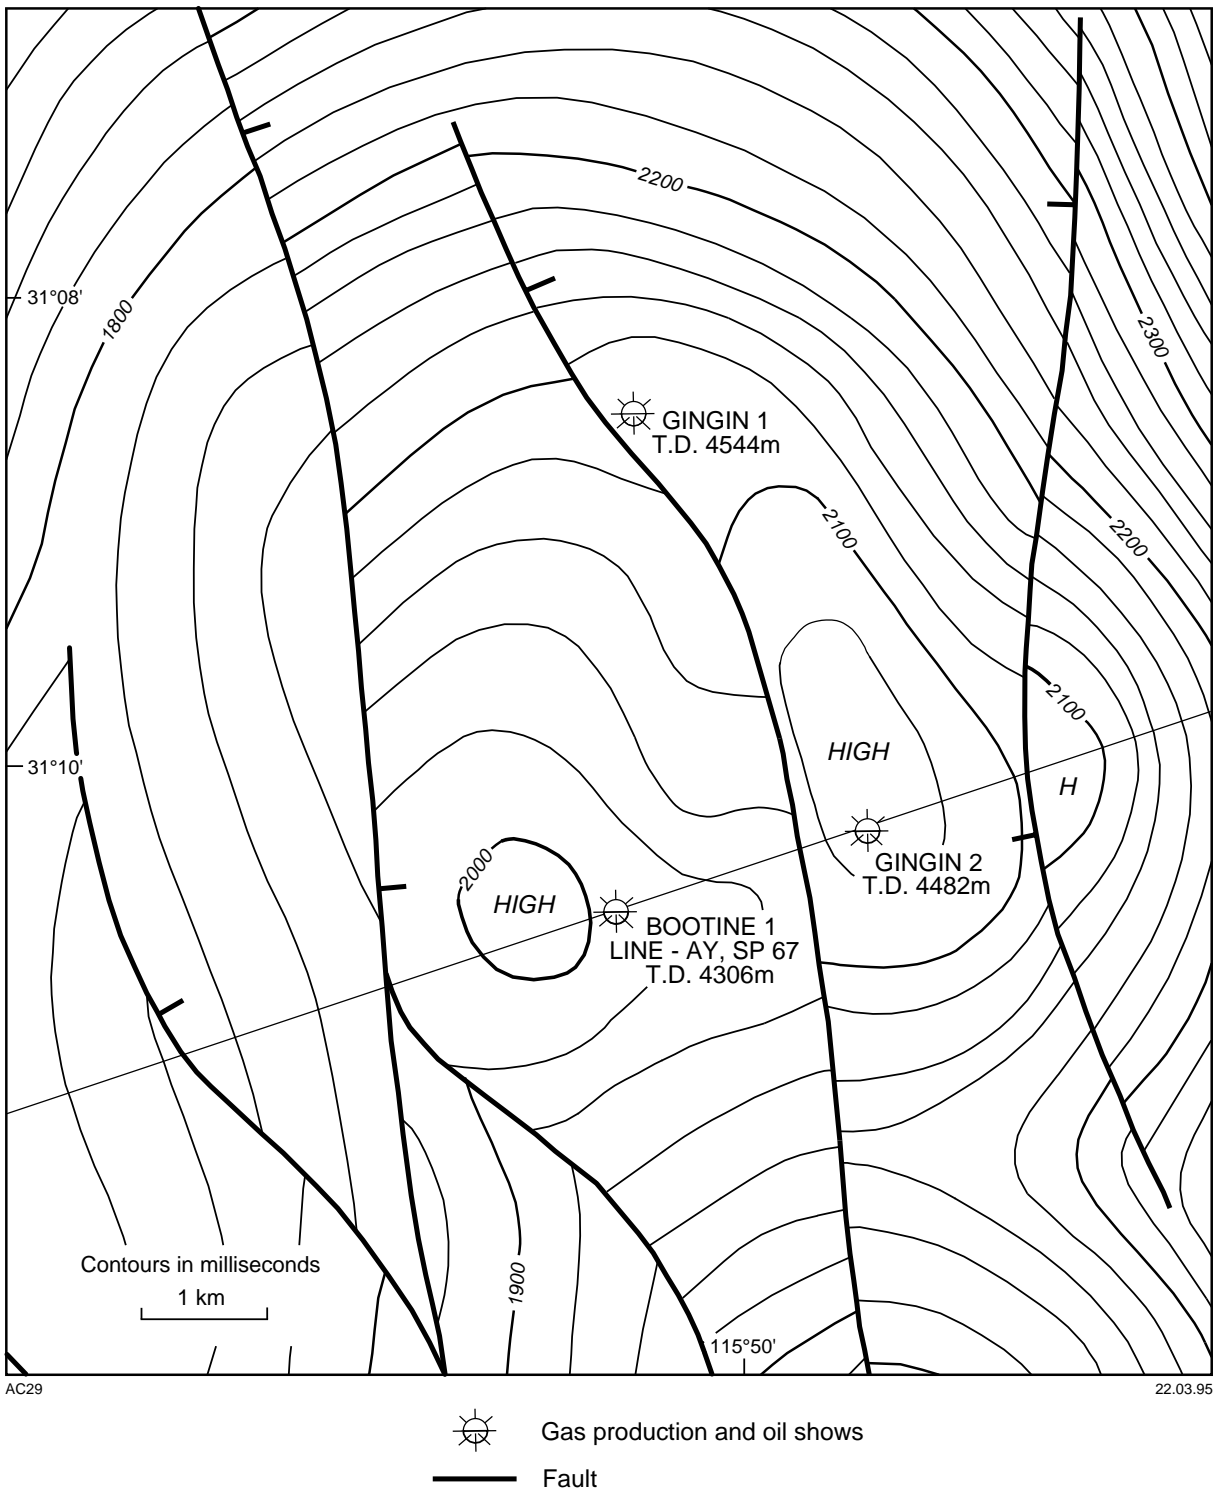 2200
31°08'
1800
2300
GINGIN 1
T.D. 4544m
2100
2200
2100
HIGH
31°10'
H
GINGIN 2
T.D. 4482m
2000
HIGH
BOOTINE 1
LINE - AY, SP 67
T.D. 4306m
Contours in milliseconds
1 km
1900
115°50'
AC29
22.03.95
Gas production and oil shows
Fault